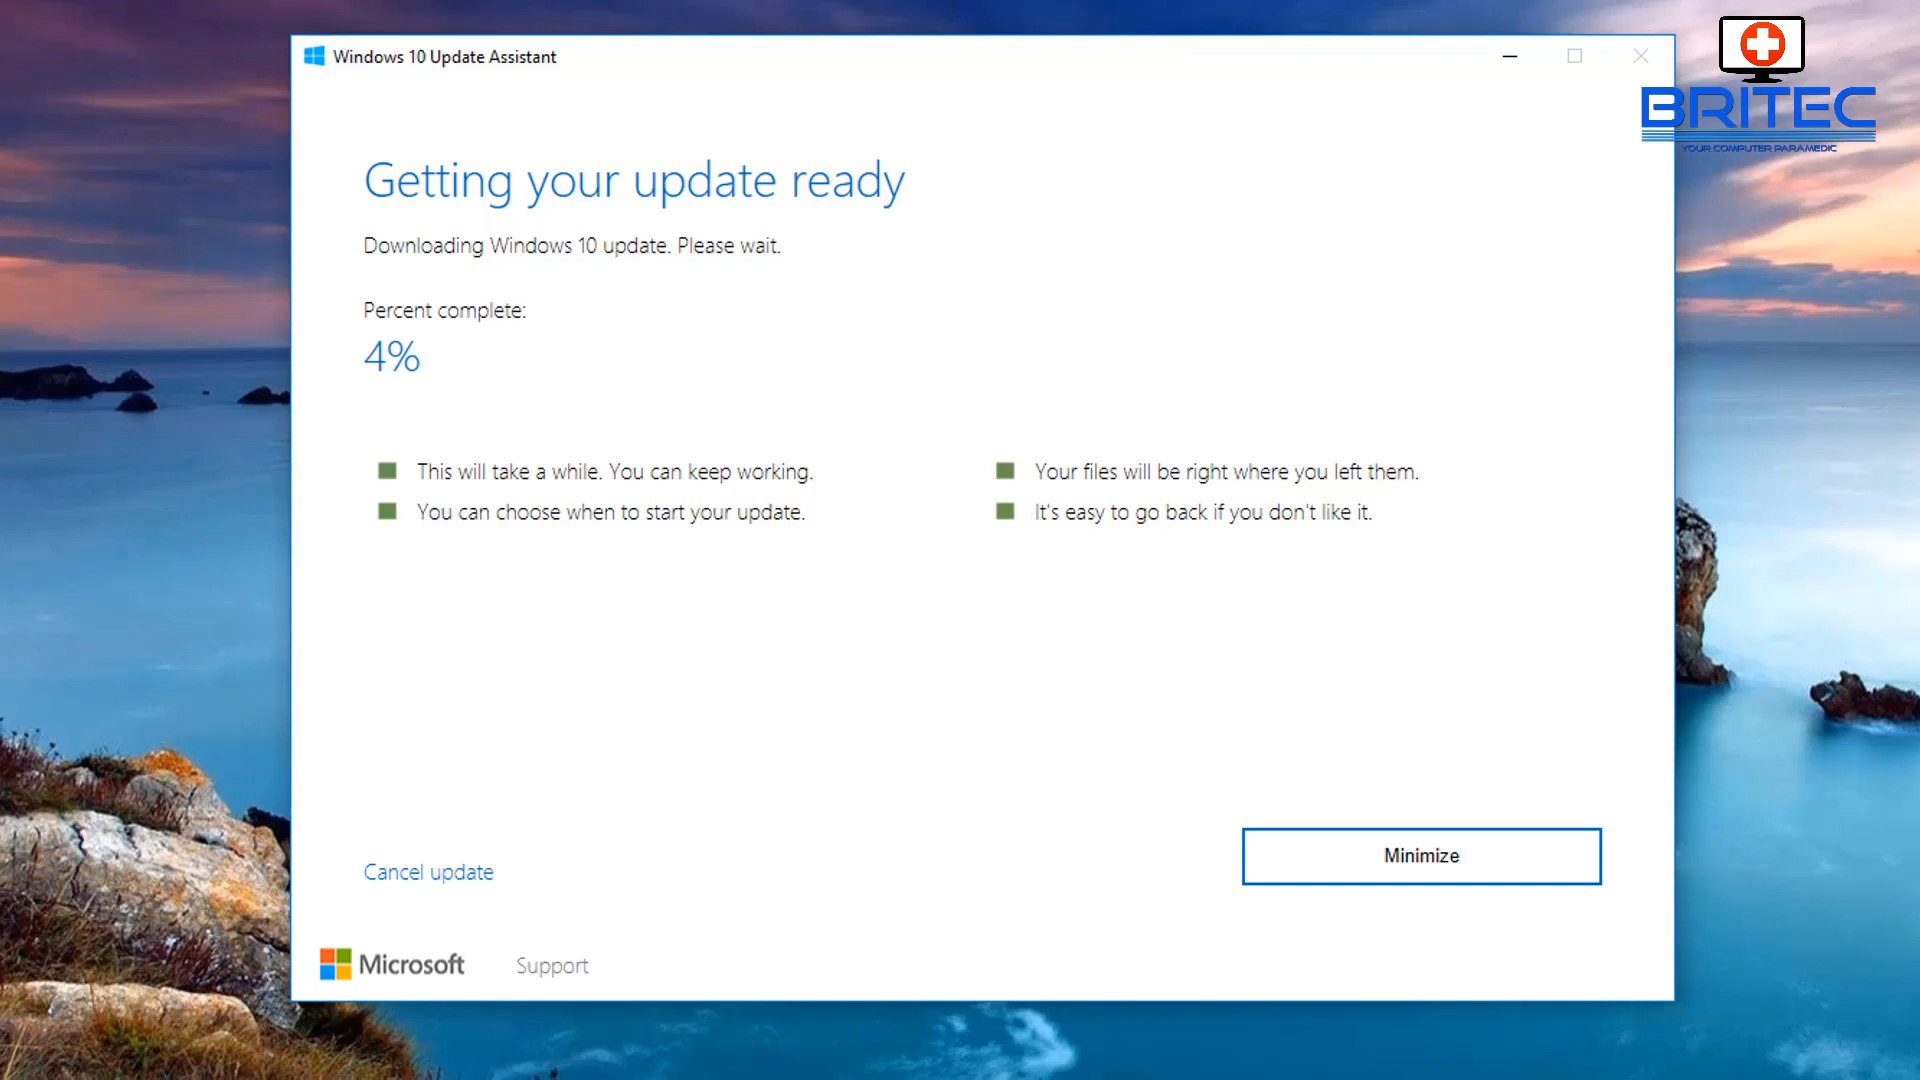 Windows 10 Update Assistant
BRITEC
YOUR COMPUTER PARAMEDIC
Getting your update ready
Downloading Windows 10 update. Please wait.
Percent complete:
4%
This will take a while. You can keep working.
Your files will be right where you left them.
You can choose when to start your update.
It's easy to go back if you don't like it.
Minimize
Cancel update
Microsoft
Support